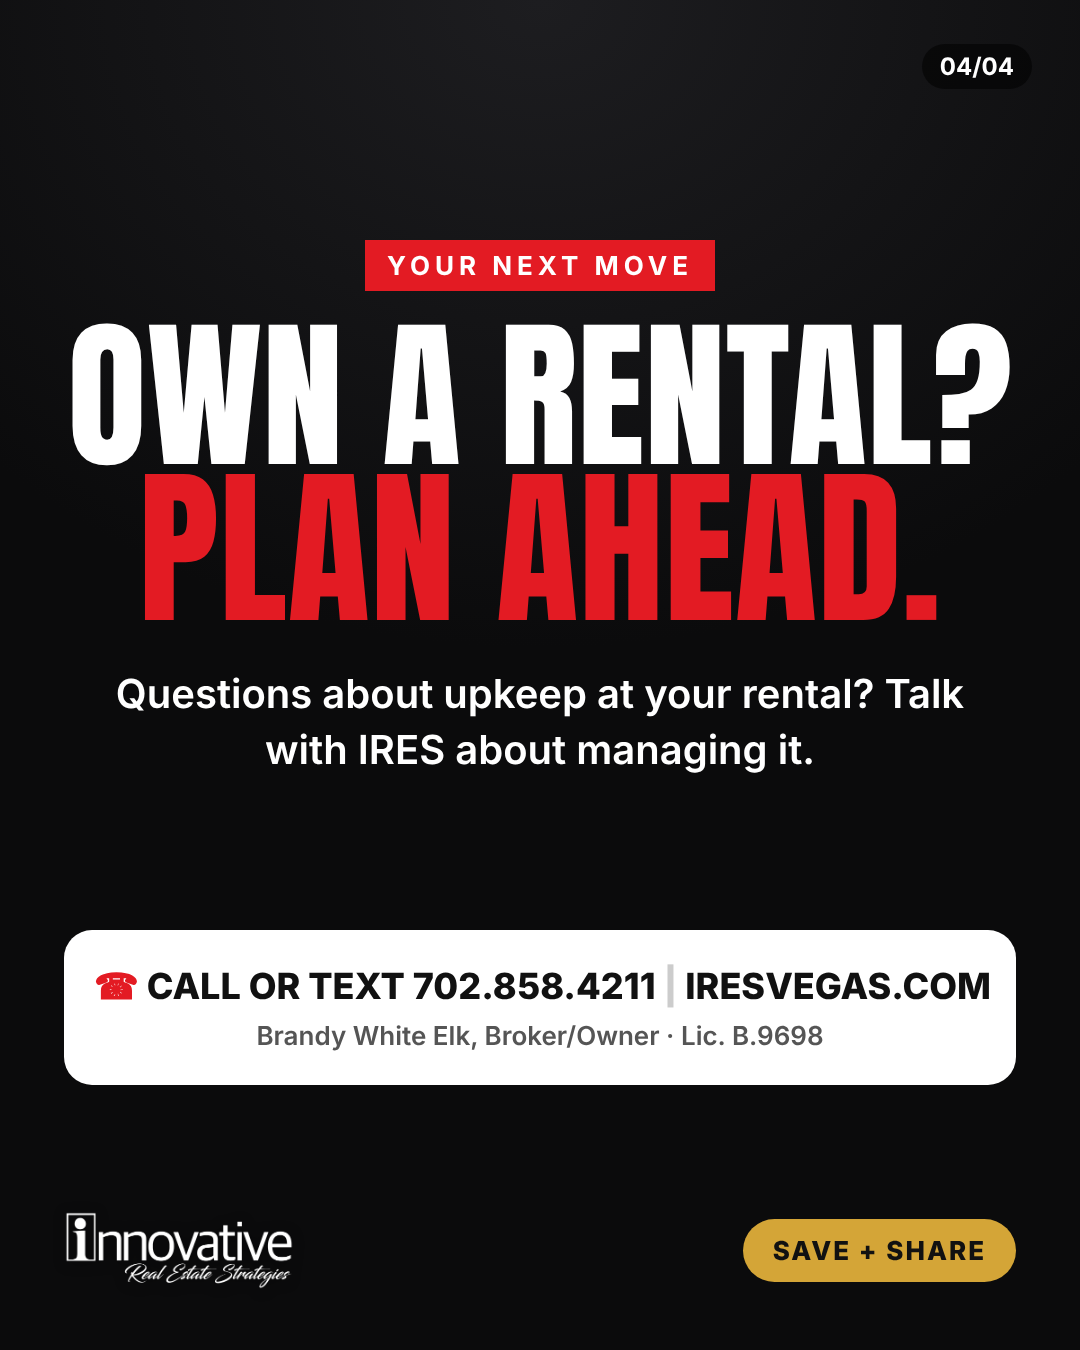 04/04
YOUR NEXT MOVE
OWN A RENTAL?
PLAN AHEAD.
Questions about upkeep at your rental? Talk
with IRES about managing it.
☎ CALL OR TEXT 702.858.4211 | IRESVEGAS.COM
Brandy White Elk, Broker/Owner · Lic. B.9698
innovative
Real Estate Strategies
SAVE + SHARE